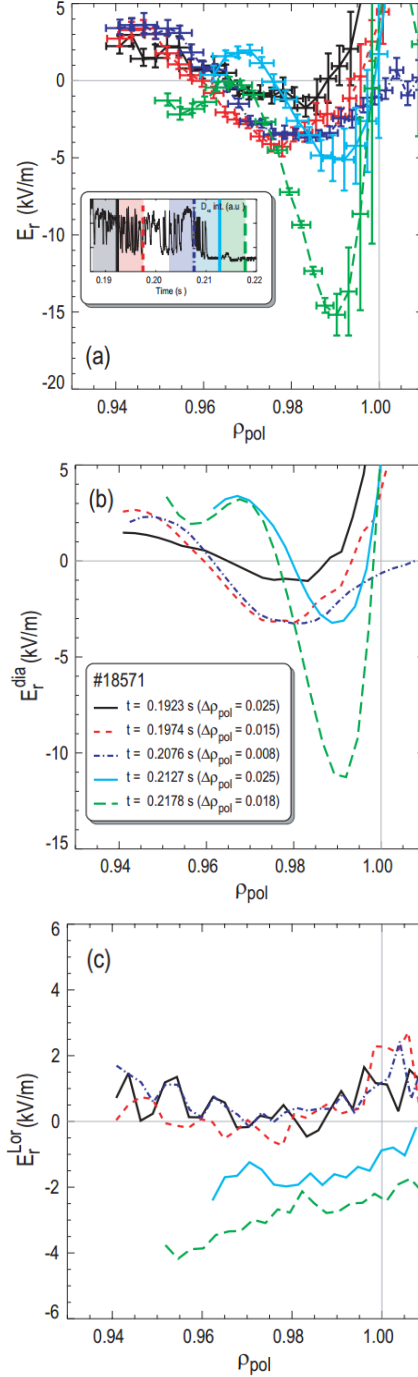 5
0
-5
-10
-15
-20
E_r (kV/m)
D_α int. (a.u.)
0.19 0.20 0.21 0.22
Time (s)
(a)
0.94 0.96 0.98 1.00
ρ_pol
(b)
5
0
-5
-10
-15
E_r^dia (kV/m)
#18571
t = 0.1923 s (Δρ_pol = 0.025)
t = 0.1974 s (Δρ_pol = 0.015)
t = 0.2076 s (Δρ_pol = 0.008)
t = 0.2127 s (Δρ_pol = 0.025)
t = 0.2178 s (Δρ_pol = 0.018)
0.94 0.96 0.98 1.00
ρ_pol
(c)
6
4
2
0
-2
-4
-6
E_r^Lor (kV/m)
0.94 0.96 0.98 1.00
ρ_pol